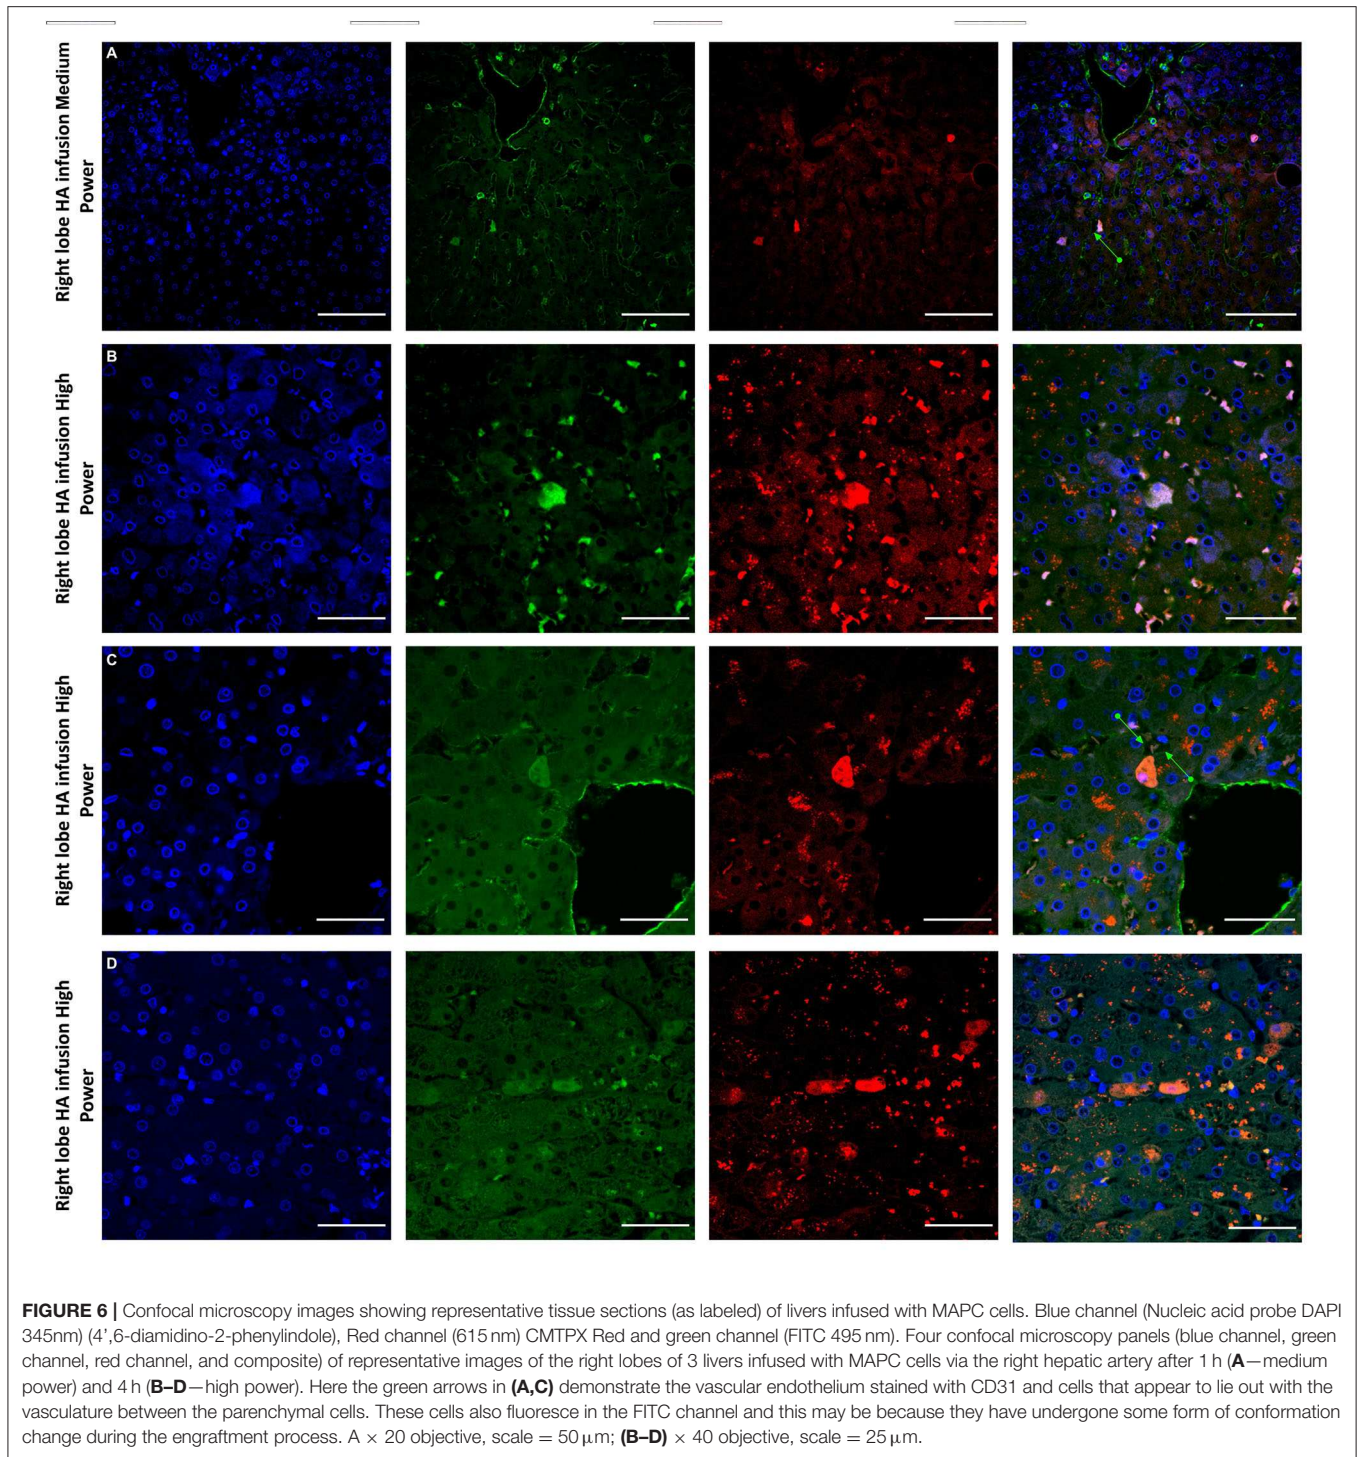 Right lobe HA infusion Medium
Power
A
Right lobe HA infusion High
Power
B
Right lobe HA infusion High
Power
C
Right lobe HA infusion High
Power
D
FIGURE 6 | Confocal microscopy images showing representative tissue sections (as labeled) of livers infused with MAPC cells. Blue channel (Nucleic acid probe DAPI
345nm) (4’,6-diamidino-2-phenylindole), Red channel (615 nm) CMTPX Red and green channel (FITC 495 nm). Four confocal microscopy panels (blue channel, green
channel, red channel, and composite) of representative images of the right lobes of 3 livers infused with MAPC cells via the right hepatic artery after 1 h (A—medium
power) and 4 h (B–D—high power). Here the green arrows in (A,C) demonstrate the vascular endothelium stained with CD31 and cells that appear to lie out with the
vasculature between the parenchymal cells. These cells also fluoresce in the FITC channel and this may be because they have undergone some form of conformation
change during the engraftment process. A × 20 objective, scale = 50 μm; (B–D) × 40 objective, scale = 25 μm.